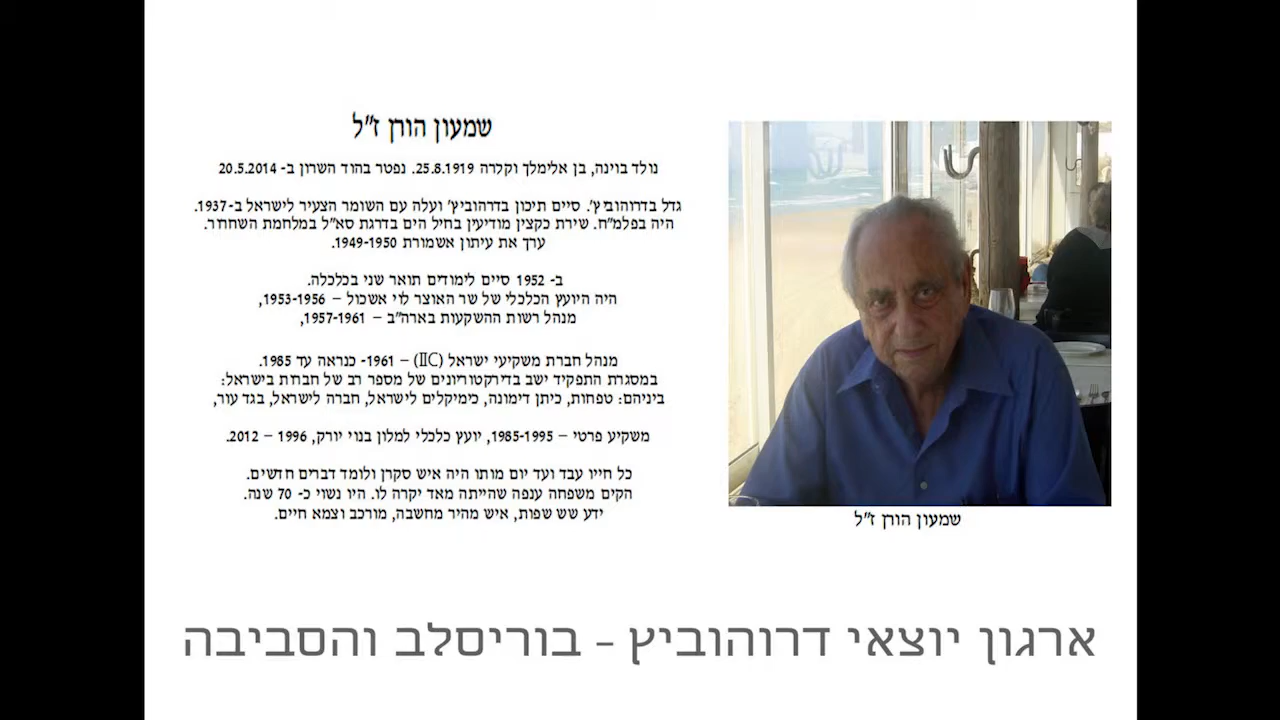 שמעון הורן ז"ל
נולד בוינה, בן אלימלך וקלרה 25.8.1919. נפטר בהוד השרון ב- 20.5.2014
גדל בדרוהוביץ'. סיים תיכון בדרהוביץ' ועלה עם השומר הצעיר לישראל ב-1937.
היה בפלמ"ח. שירת כקצין מודיעין בחיל הים בדרגת סא"ל במלחמת השחרור.
ערך את עיתון אשמורת 1949-1950.
ב- 1952 סיים לימודים תואר שני בכלכלה.
היה היועץ הכלכלי של שר האוצר לוי אשכול – 1953-1956,
מנהל רשות ההשקעות בארה"ב – 1957-1961,
מנהל חברת משקיעי ישראל (IIC) – 1961- כנראה עד 1985.
במסגרת התפקיד ישב בדירקטוריונים של מספר רב של חברות בישראל:
ביניהם: טפחות, כיתן דימונה, כימיקלים לישראל, חברה לישראל, בגד עור,
משקיע פרטי – 1985-1995, יועץ כלכלי למלון בנוי יורק, 1996 – 2012.
כל חייו עבד ועד יום מותו היה איש סקרן ולומד דברים חדשים.
הקים משפחה ענפה שהייתה מאד יקרה לו. היו נשוי כ- 70 שנה.
ידע שש שפות, איש מהיר מחשבה, מורכב וצמא חיים.
שמעון הורן ז"ל
ארגון יוצאי דרוהוביץ - בוריסלב והסביבה